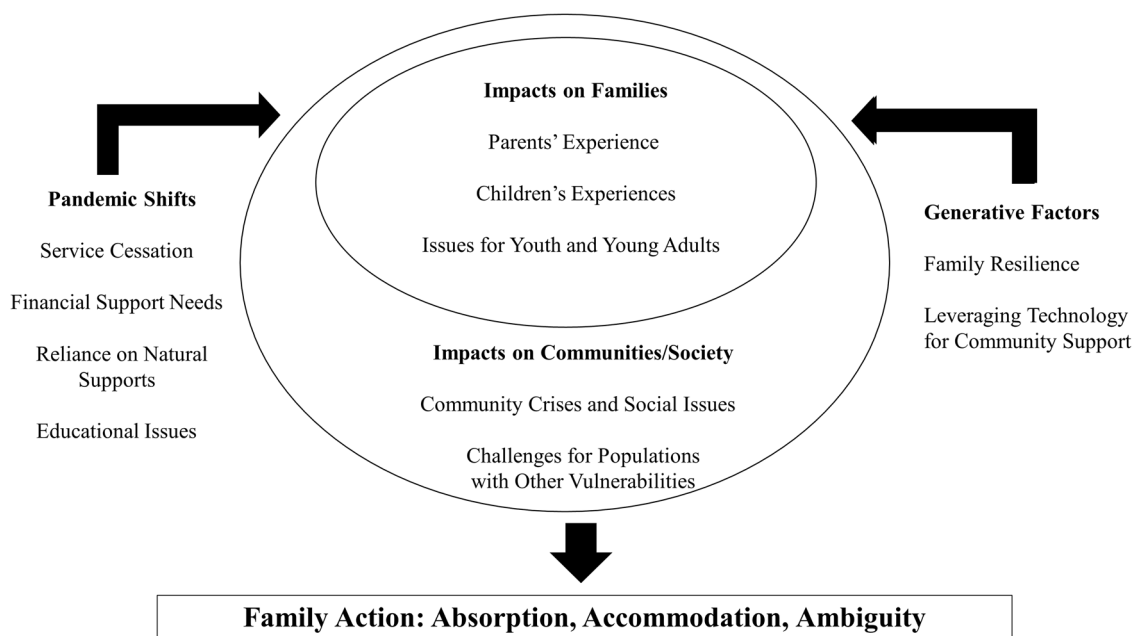 Impacts on Families
Parents’ Experience
Children’s Experiences
Issues for Youth and Young Adults
Pandemic Shifts
Service Cessation
Financial Support Needs
Reliance on Natural
Supports
Educational Issues
Generative Factors
Family Resilience
Leveraging Technology
for Community Support
Impacts on Communities/Society
Community Crises and Social Issues
Challenges for Populations
with Other Vulnerabilities
Family Action: Absorption, Accommodation, Ambiguity